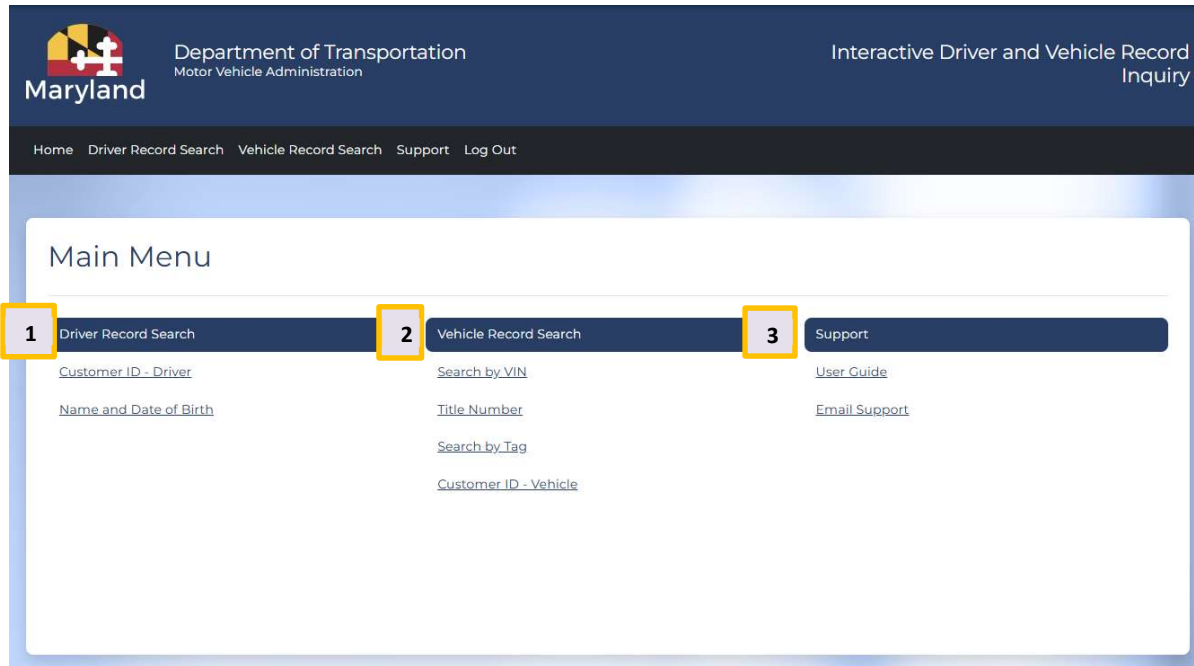 Maryland
Department of Transportation
Motor Vehicle Administration
Interactive Driver and Vehicle Record
Inquiry
Home Driver Record Search Vehicle Record Search Support Log Out
Main Menu
1 Driver Record Search
Customer ID - Driver
Name and Date of Birth
2 Vehicle Record Search
Search by VIN
Title Number
Search by Tag
Customer ID - Vehicle
3 Support
User Guide
Email Support